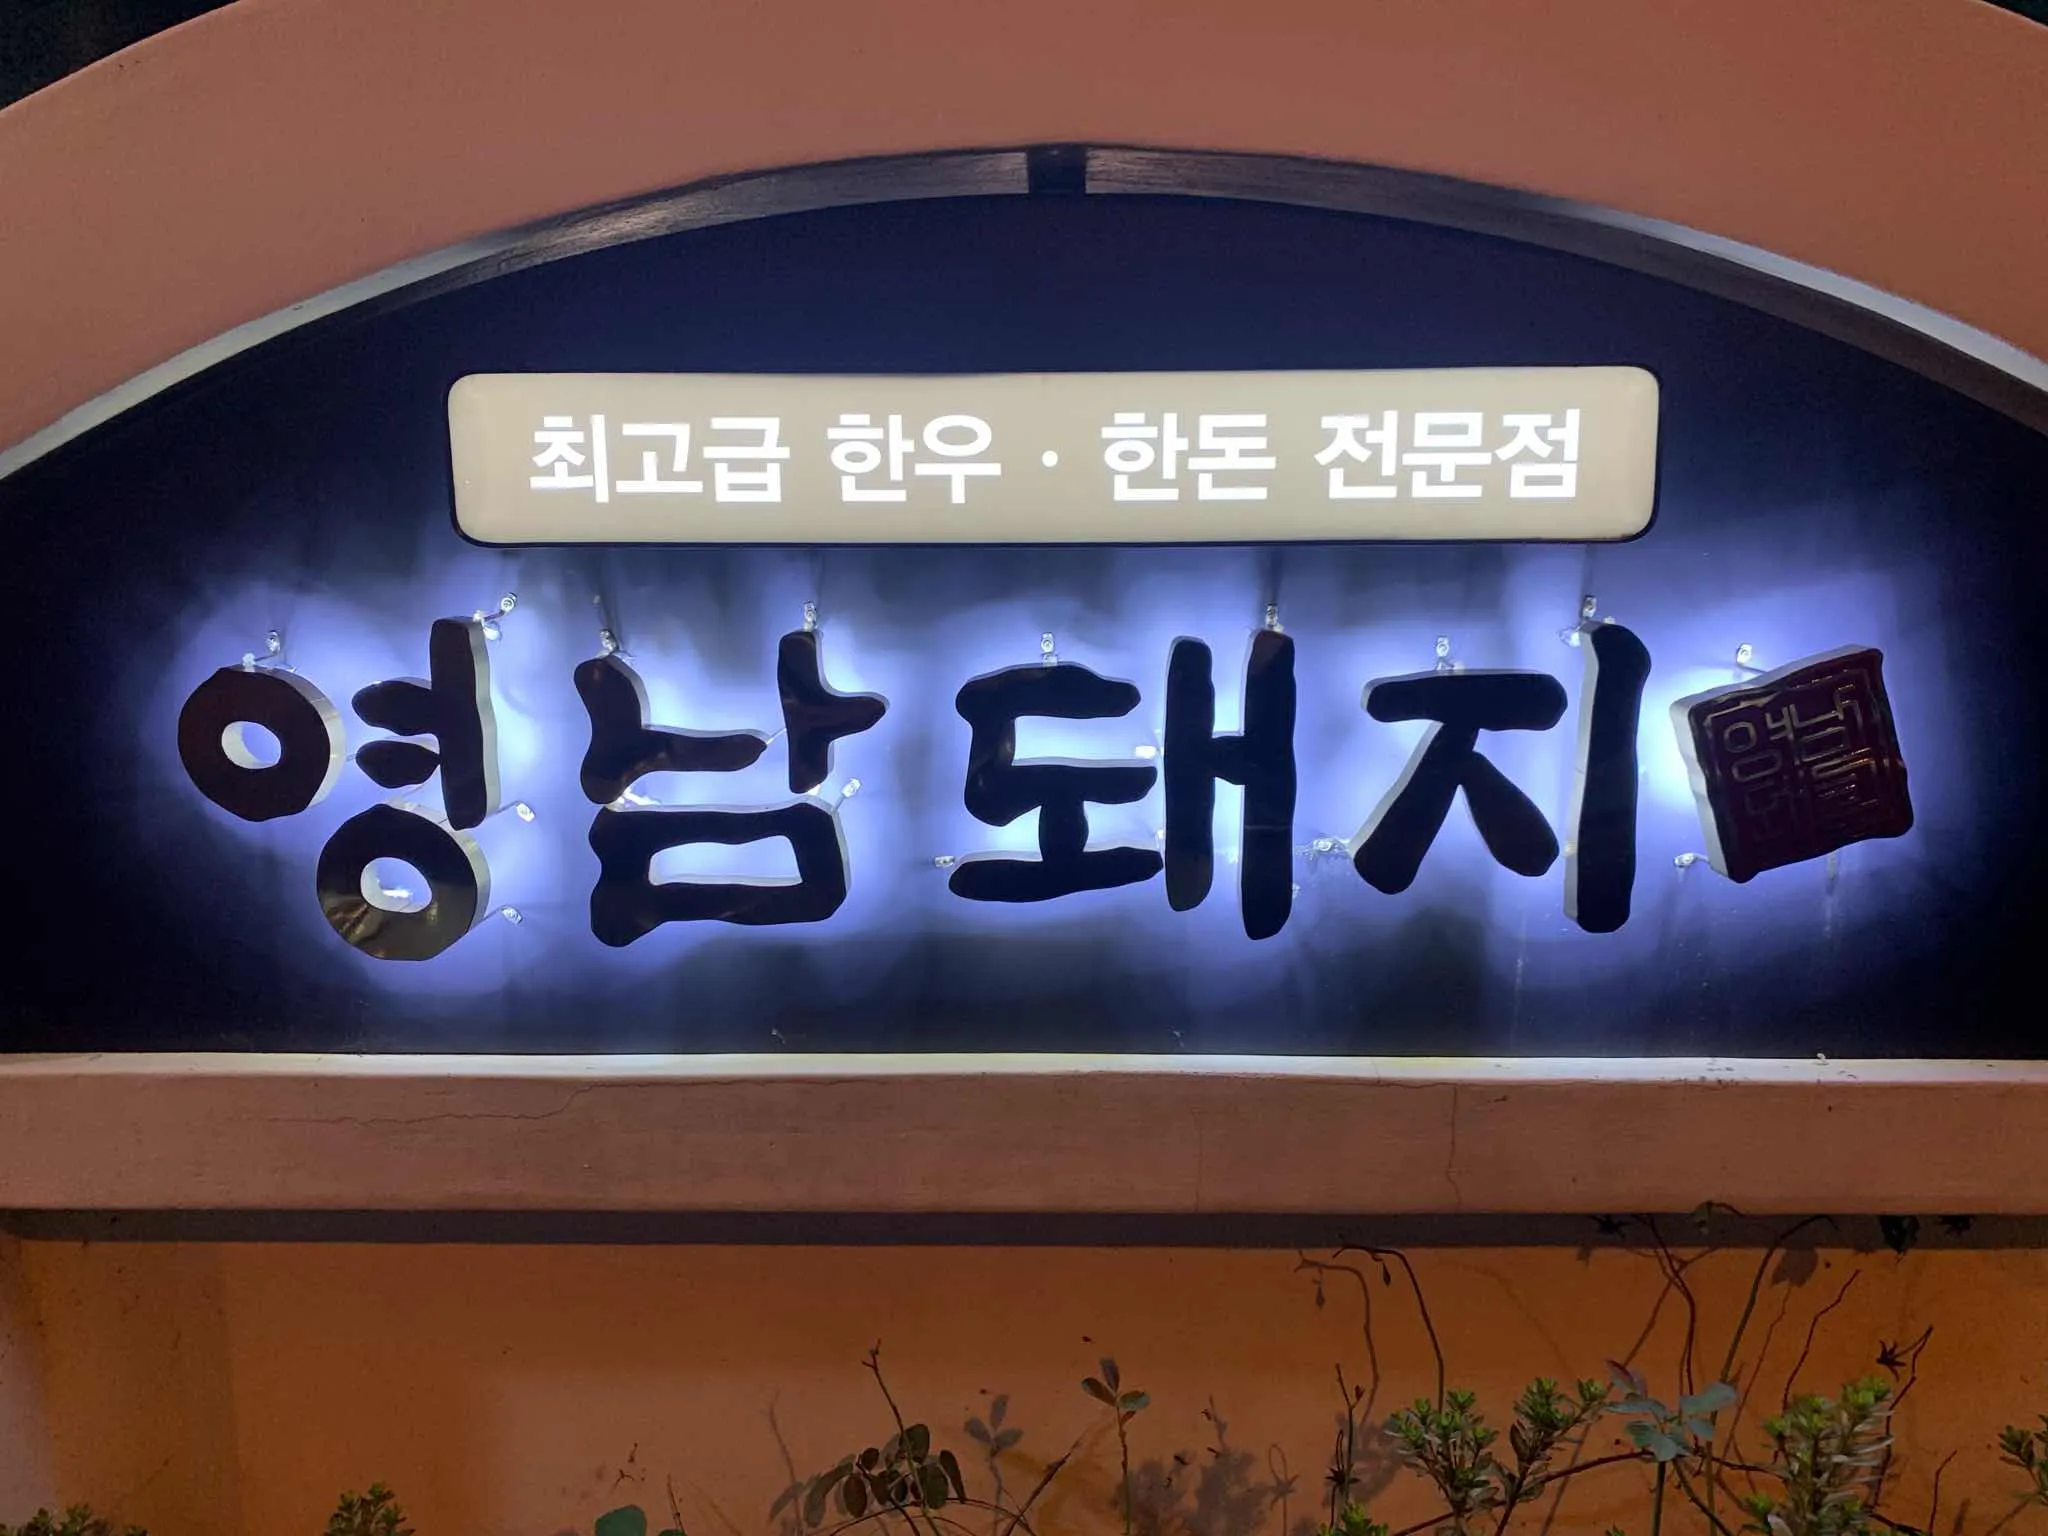 최고급 한우 · 한돈 전문점
영남돼지